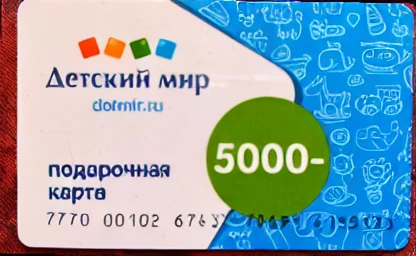 Детский мир
detmir.ru
5000-
подарочная
карта
7770 00102